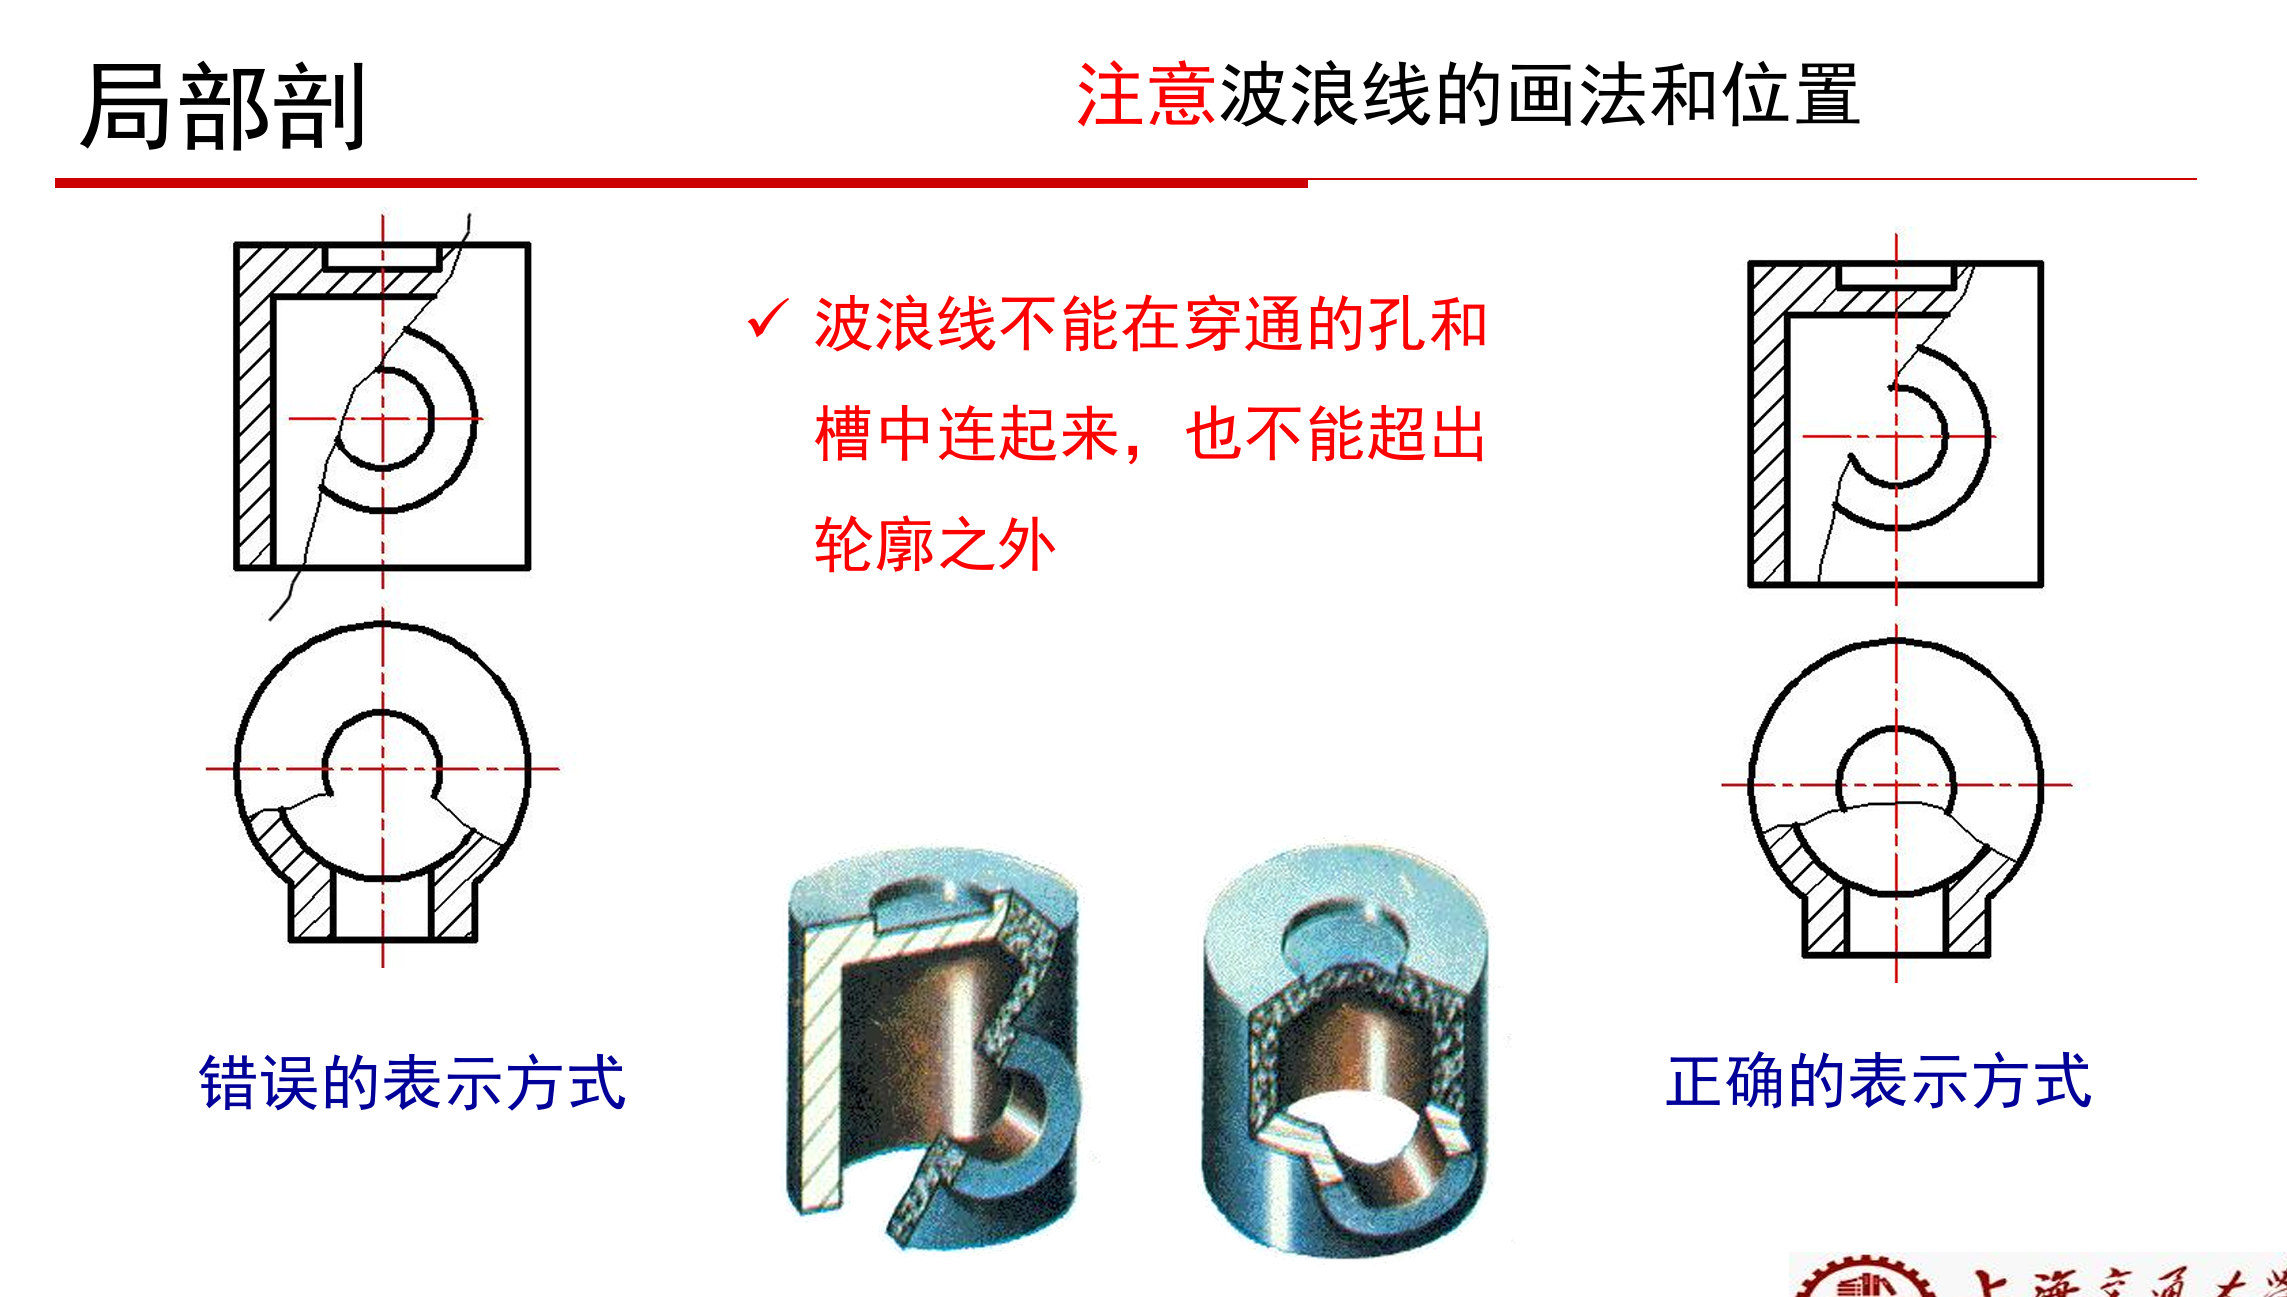 局部剖
注意波浪线的画法和位置
波浪线不能在穿通的孔和
槽中连起来，也不能超出
轮廓之外
错误的表示方式
正确的表示方式
上海交通大学